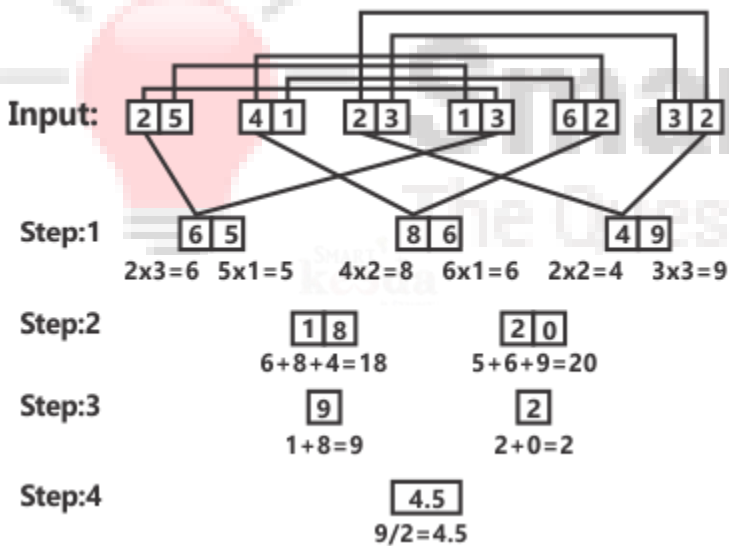 Input: 2 5 4 1 2 3 1 3 6 2 3 2
Step:1 6 5 8 6 4 9
2x3=6 5x1=5 4x2=8 6x1=6 2x2=4 3x3=9
Step:2 1 8 2 0
6+8+4=18 5+6+9=20
Step:3 9 2
1+8=9 2+0=2
Step:4 4.5
9/2=4.5